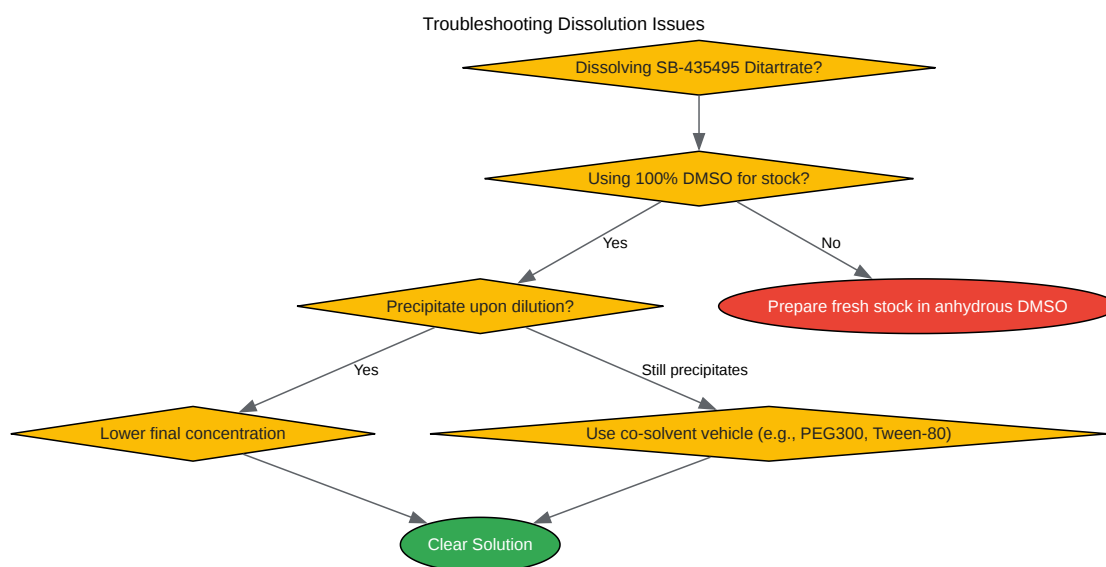 Troubleshooting Dissolution Issues
Dissolving SB-435495 Ditartrate?
Using 100% DMSO for stock?
Yes
No
Precipitate upon dilution?
Prepare fresh stock in anhydrous DMSO
Yes
Still precipitates
Lower final concentration
Use co-solvent vehicle (e.g., PEG300, Tween-80)
Clear Solution